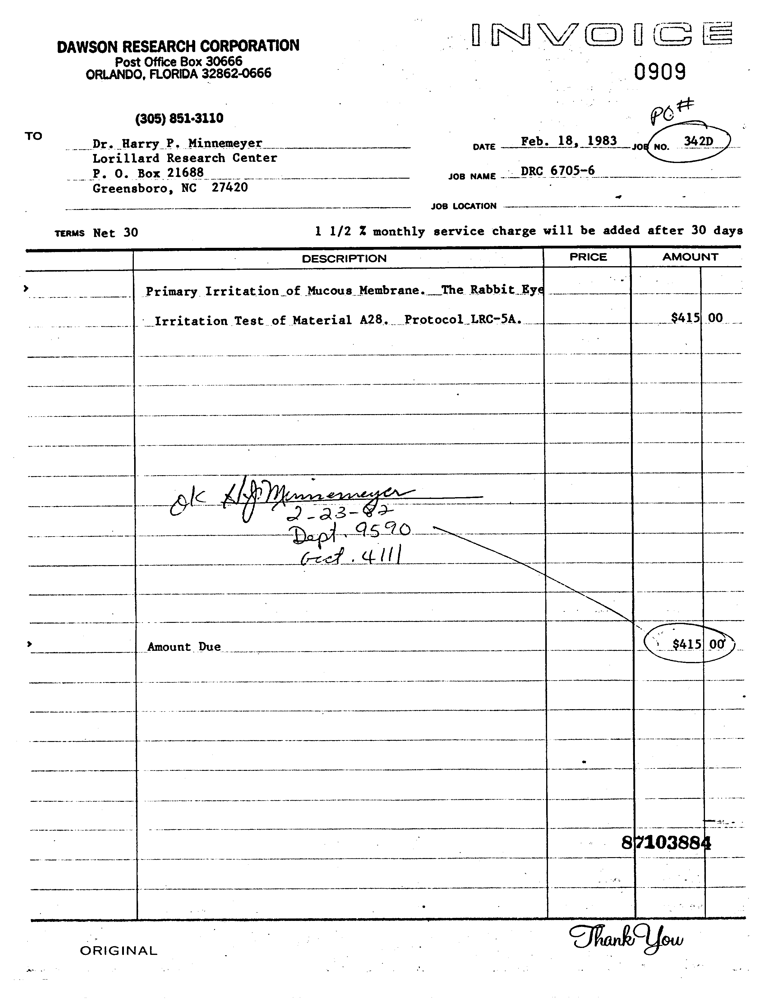 INVOICE
DAWSON RESEARCH CORPORATION
Post Office Box 30666
ORLANDO, FLORIDA 32862-0666
0909
(305) 851-3110
PO#
TO Dr. Harry P. Minnemeyer
Lorillard Research Center
P. O. Box 21688
Greensboro, NC 27420
DATE Feb. 18, 1983 JOB NO. 342D
JOB NAME DRC 6705-6
JOB LOCATION
TERMS Net 30 1 1/2 % monthly service charge will be added after 30 days
DESCRIPTION PRICE AMOUNT
Primary Irritation of Mucous Membrane. The Rabbit Eye
Irritation Test of Material A28. Protocol LRC-5A. $415 00
OK H.J. Minnemeyer
2-23-82
Dept. 9590
Acct. 4111
Amount Due $415 00
87103884
Thank You
ORIGINAL